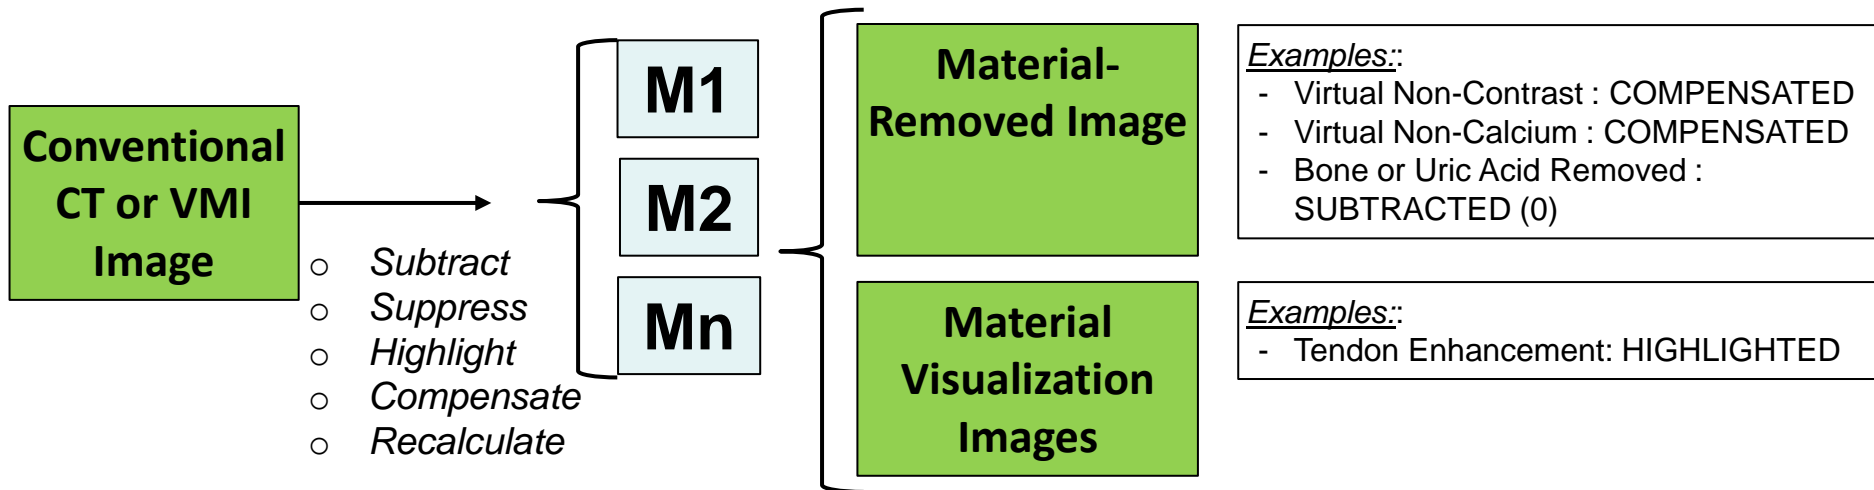 Conventional
CT or VMI
Image
o Subtract
o Suppress
o Highlight
o Compensate
o Recalculate
M1
M2
Mn
Material-
Removed Image
Examples::
- Virtual Non-Contrast : COMPENSATED
- Virtual Non-Calcium : COMPENSATED
- Bone or Uric Acid Removed :
SUBTRACTED (0)
Material
Visualization
Images
Examples::
- Tendon Enhancement: HIGHLIGHTED